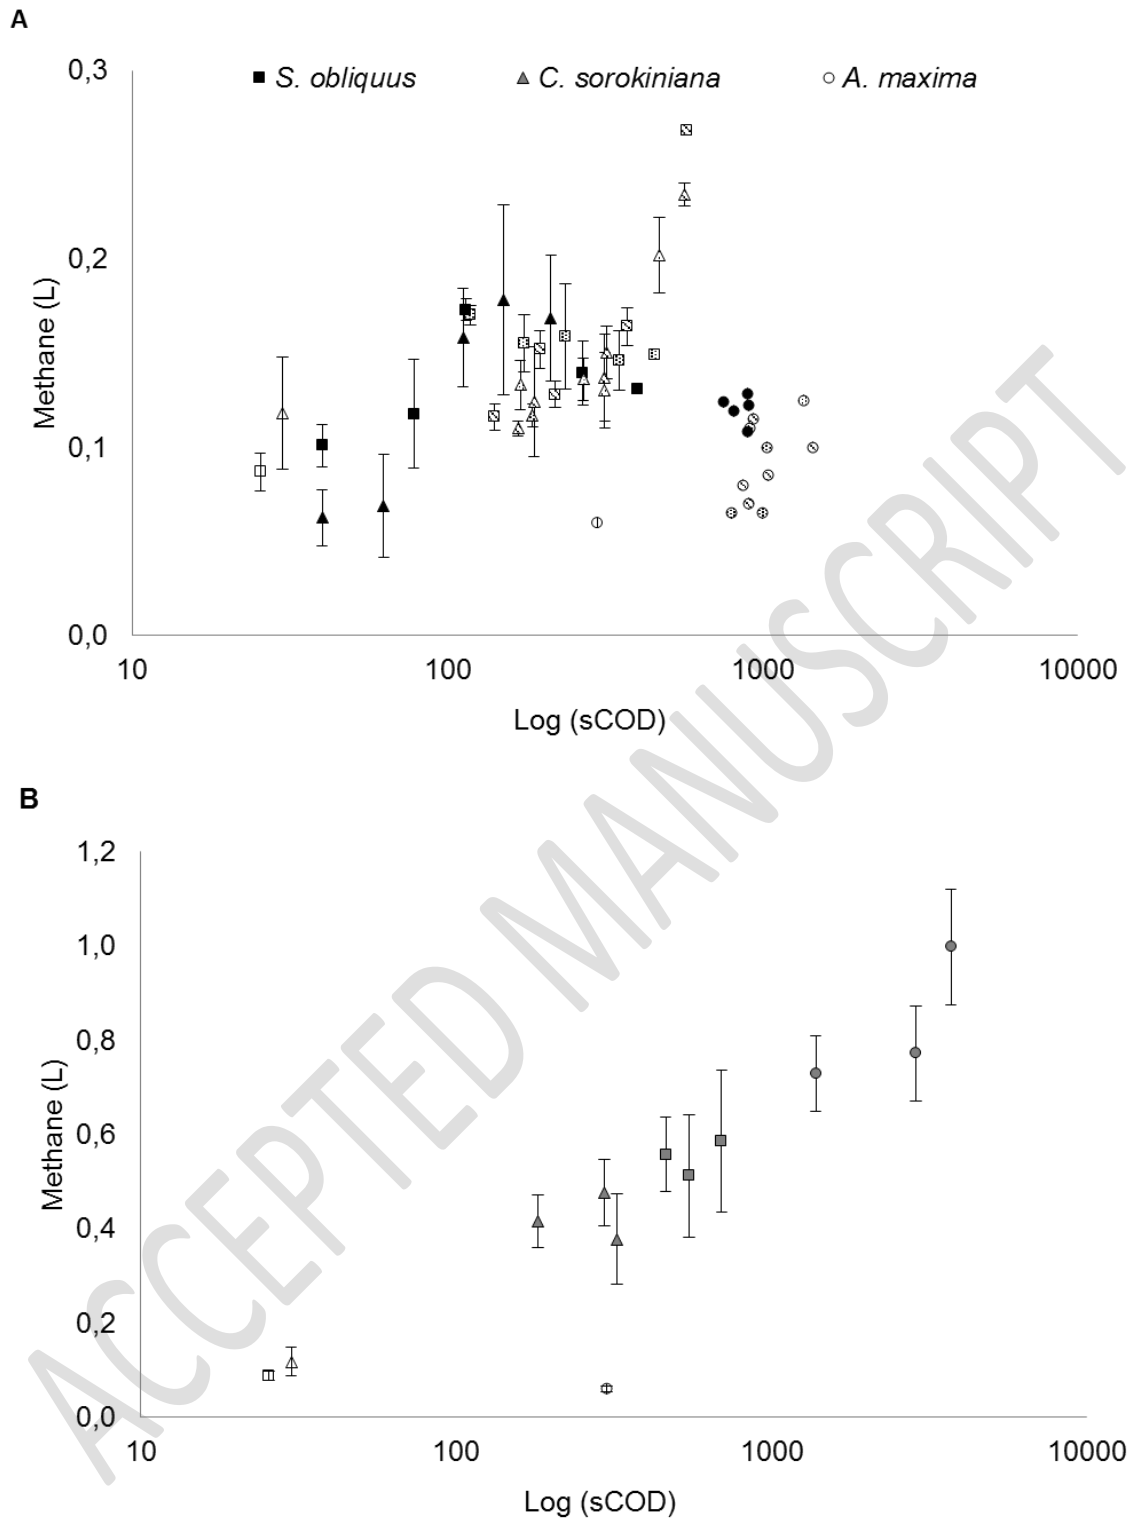 A
S. obliquus C. sorokiniana A. maxima
0,3
0,2
0,1
0,0
Methane (L)
10 100 1000 10000
Log (sCOD)
B
1,2
1,0
0,8
0,6
0,4
0,2
0,0
Methane (L)
10 100 1000 10000
Log (sCOD)
ACCEPTED MANUSCRIPT